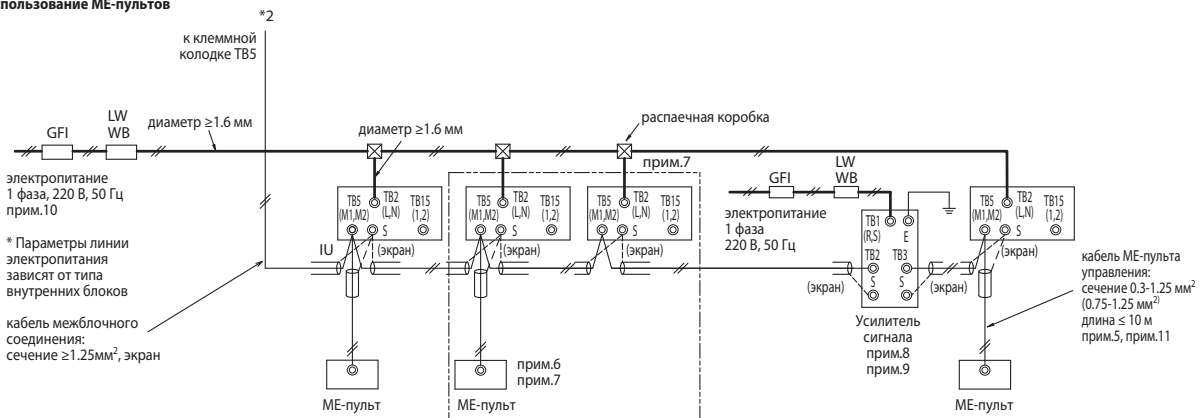 пользование МЕ-пультов
*2
к клеммной
колодке TB5
GFI
LW
WB
диаметр ≥1.6 мм
диаметр ≥1.6 мм
распаечная коробка
прим.7
электропитание
1 фаза, 220 В, 50 Гц
прим.10
* Параметры линии
электропитания
зависят от типа
внутренних блоков
кабель межблочного
соединения:
сечение ≥1.25мм², экран
TB5
(M1,M2)
TB2
(L,N)
TB15
(1,2)
S
IU
(экран)
TB5
(M1,M2)
TB2
(L,N)
TB15
(1,2)
S
(экран)
TB5
(M1,M2)
TB2
(L,N)
TB15
(1,2)
S
(экран)
GFI
LW
WB
электропитание
1 фаза
220 В, 50 Гц
TB1
(R,S)
E
TB2
TB3
S
S
(экран)
(экран)
Усилитель
сигнала
прим.8
прим.9
TB5
(M1,M2)
TB2
(L,N)
TB15
(1,2)
S
(экран)
кабель МЕ-пульта
управления:
сечение 0.3-1.25 мм²
(0.75-1.25 мм²)
длина ≤ 10 м
прим.5, прим.11
прим.6
прим.7
МЕ-пульт
МЕ-пульт
МЕ-пульт